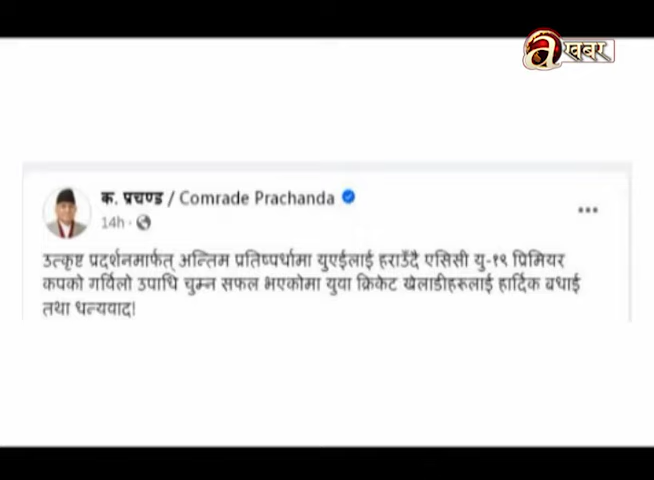 a खबर
क. प्रचण्ड / Comrade Prachanda
14h ·
उत्कृष्ट प्रदर्शनमार्फत् अन्तिम प्रतिष्पर्धामा युएईलाई हराउँदै एसिसी यु-१९ प्रिमियर
कपको गर्विलो उपाधि चुम्न सफल भएकोमा युवा क्रिकेट खेलाडीहरूलाई हार्दिक बधाई
तथा धन्यवाद!